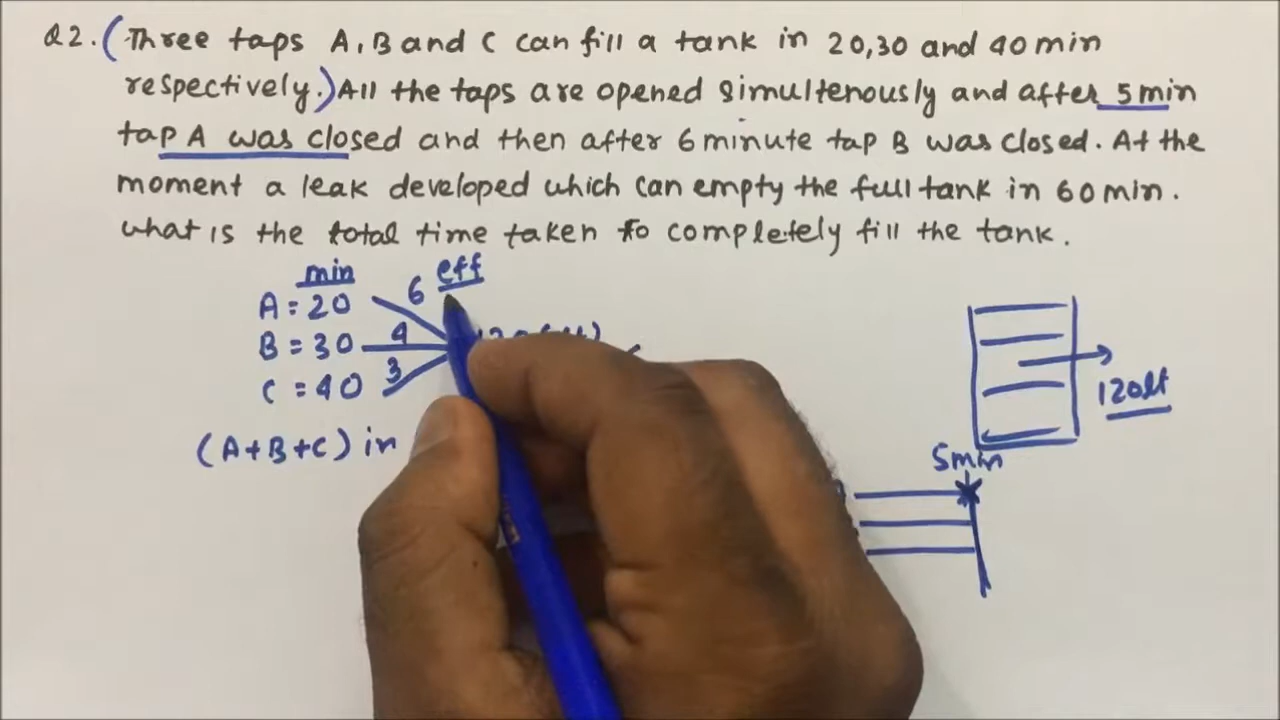 Q2. (Three taps A, B and C can fill a tank in 20,30 and 40 min
respectively.) All the taps are opened simultenously and after 5 min
tap A was closed and then after 6 minute tap B was closed. At the
moment a leak developed which can empty the full tank in 60 min.
What is the total time taken to completely fill the tank.
min eff
A = 20 6
B = 30 4
C = 40 3
120lt
(A+B+C) in
5min